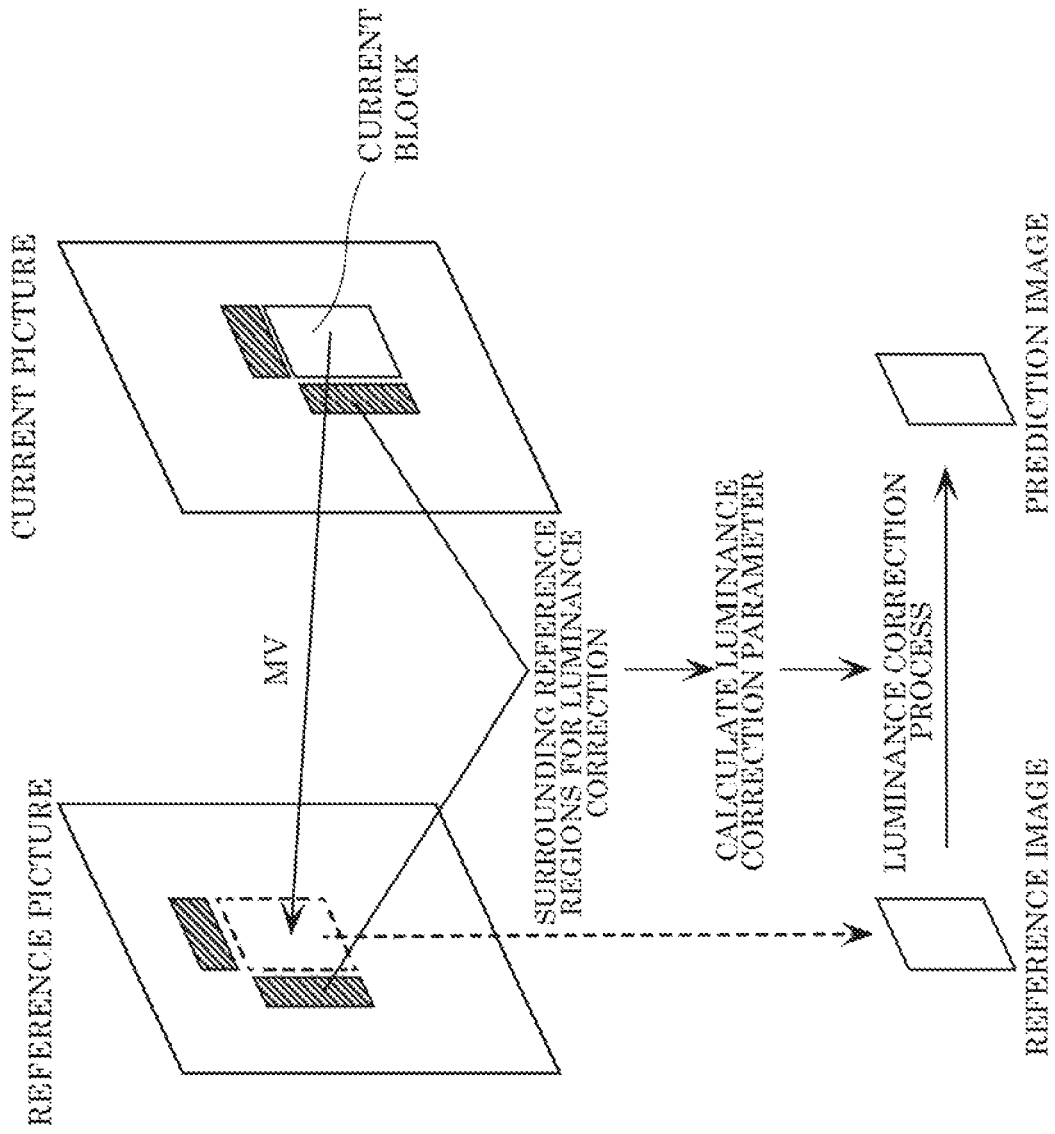 REFERENCE PICTURE
CURRENT PICTURE
MV
CURRENT
BLOCK
SURROUNDING REFERENCE
REGIONS FOR LUMINANCE
CORRECTION
CALCULATE LUMINANCE
CORRECTION PARAMETER
LUMINANCE CORRECTION
PROCESS
REFERENCE IMAGE
PREDICTION IMAGE